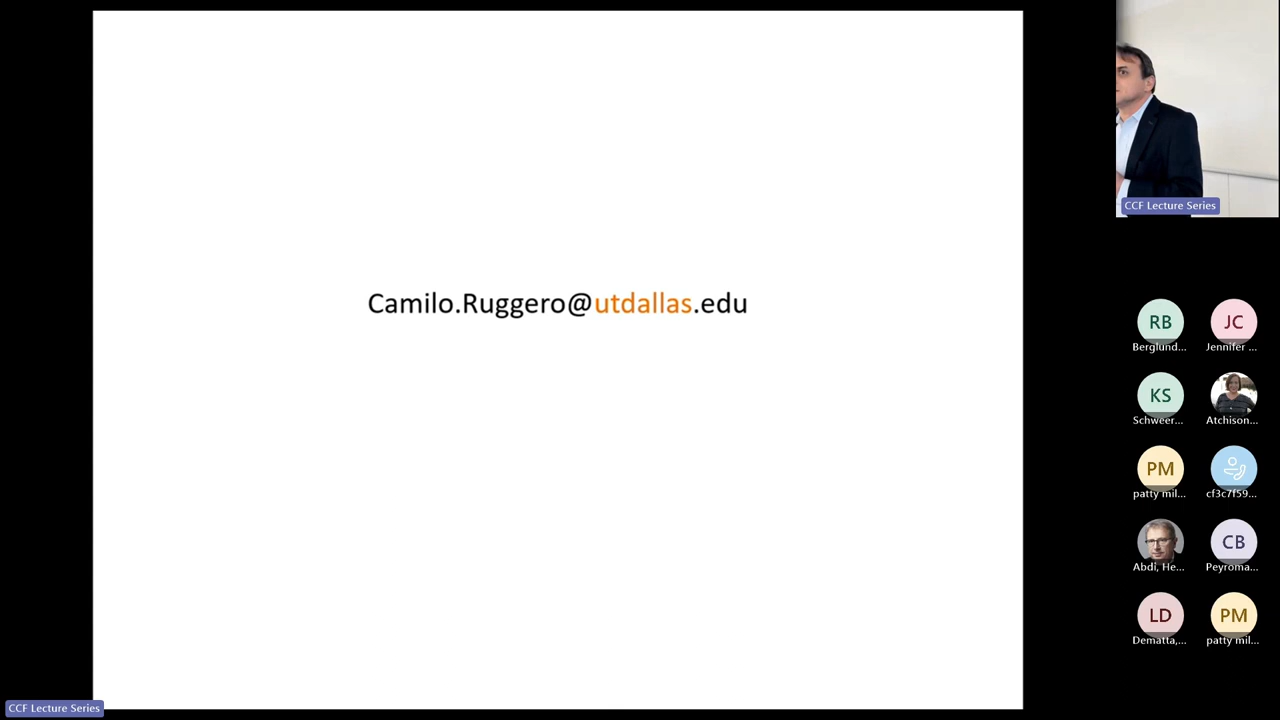 Camilo.Ruggero@utdallas.edu
CCF Lecture Series
RB
Berglund...
JC
Jennifer ...
KS
Schweer...
Atchison...
PM
patty mil...
cf3c7f59...
Abdi, He...
CB
Peyroma...
LD
Dematta,...
PM
patty mil...
CCF Lecture Series